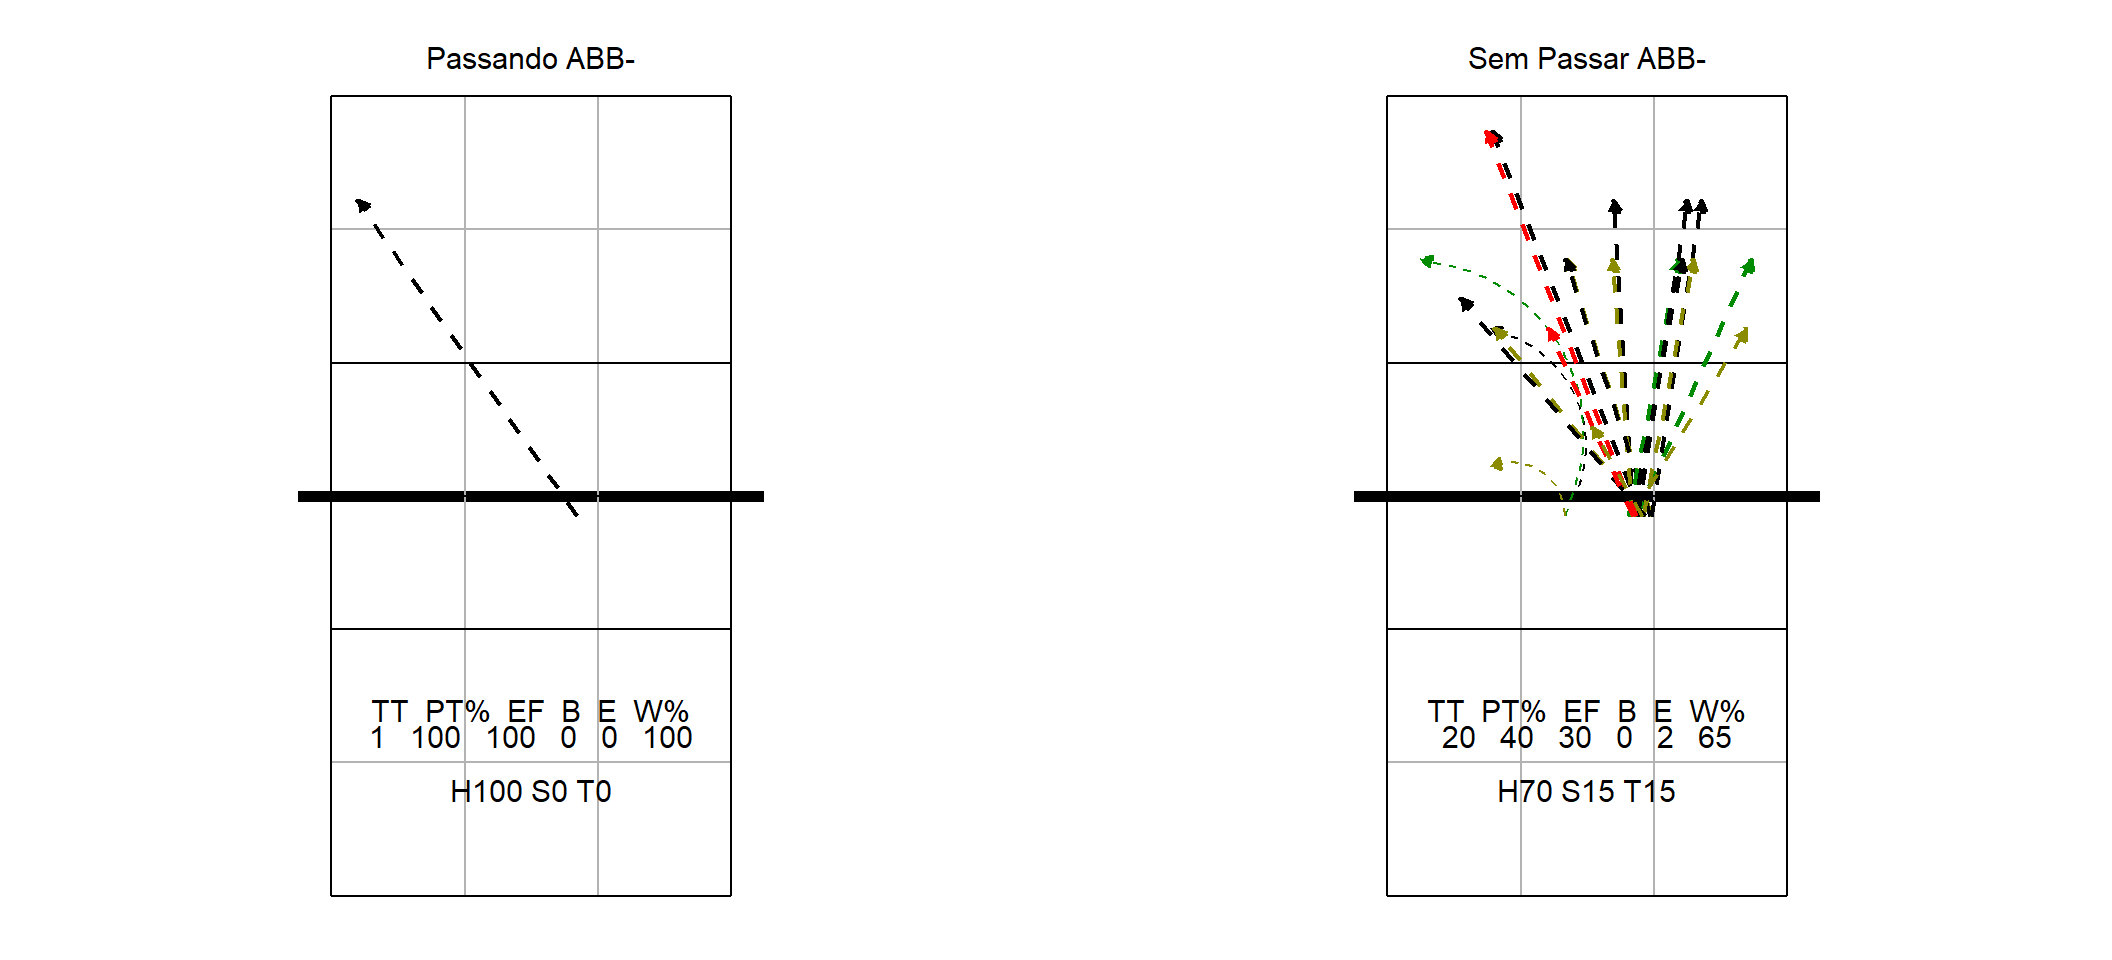 Passando ABB-
TT PT% EF B E W%
1 100 100 0 0 100
H100 S0 T0
Sem Passar ABB-
TT PT% EF B E W%
20 40 30 0 2 65
H70 S15 T15